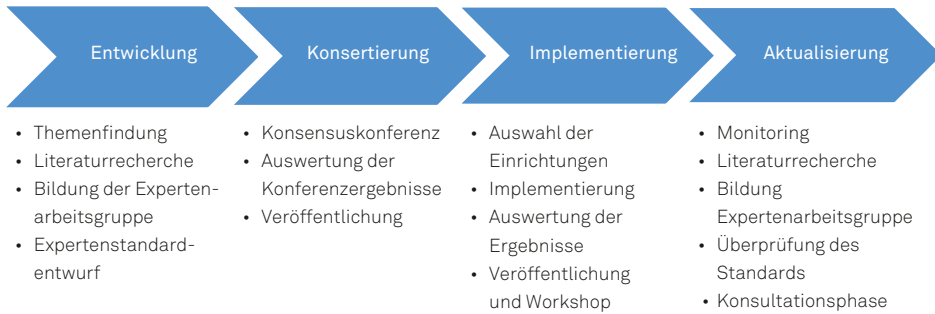 Entwicklung
Konsertierung
Implementierung
Aktualisierung
• Themenfindung
• Literaturrecherche
• Bildung der Experten-
arbeitsgruppe
• Expertenstandard-
entwurf
• Konsensuskonferenz
• Auswertung der
Konferenzergebnisse
• Veröffentlichung
• Auswahl der
Einrichtungen
• Implementierung
• Auswertung der
Ergebnisse
• Veröffentlichung
und Workshop
• Monitoring
• Literaturrecherche
• Bildung
Expertenarbeitsgruppe
• Überprüfung des
Standards
• Konsultationsphase